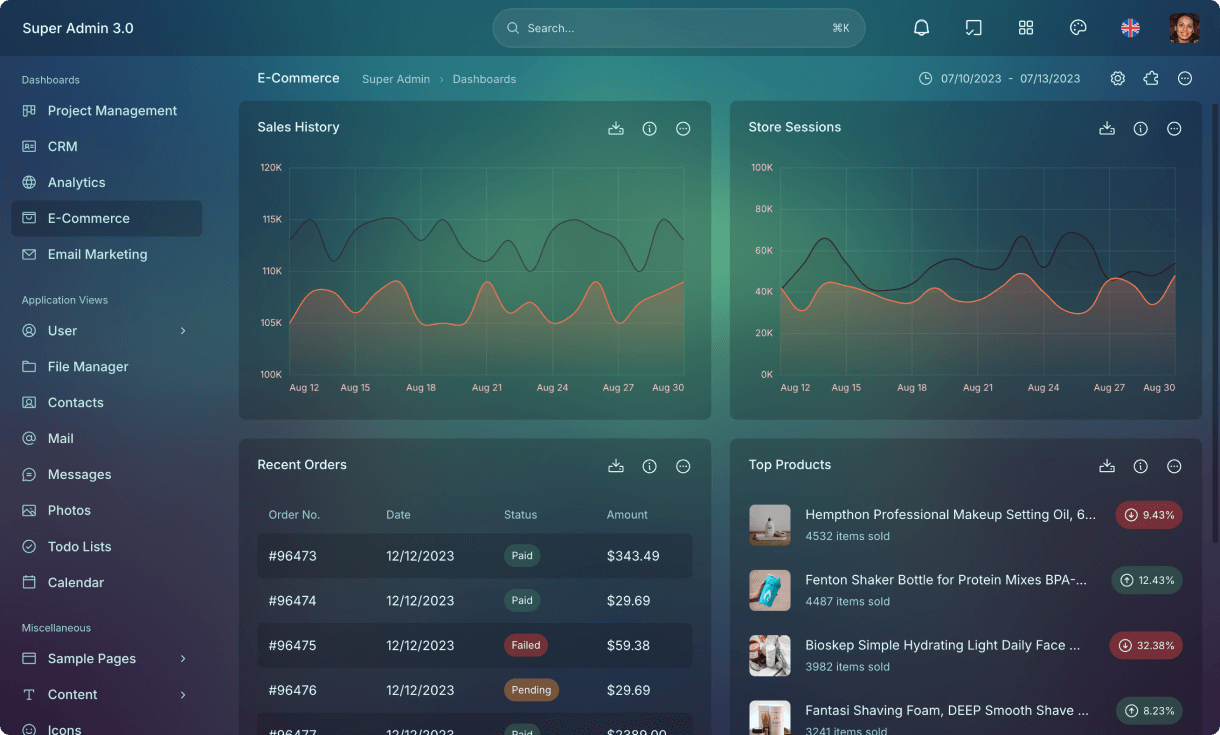 Super Admin 3.0
Search...
⌘K
Dashboards
Project Management
CRM
Analytics
E-Commerce
Email Marketing
Application Views
User
File Manager
Contacts
Mail
Messages
Photos
Todo Lists
Calendar
Miscellaneous
Sample Pages
Content
Icons
E-Commerce Super Admin › Dashboards
07/10/2023 - 07/13/2023
Sales History
120K
115K
110K
105K
100K
Aug 12 Aug 15 Aug 18 Aug 21 Aug 24 Aug 27 Aug 30
Store Sessions
100K
80K
60K
40K
20K
0K
Aug 12 Aug 15 Aug 18 Aug 21 Aug 24 Aug 27 Aug 30
Recent Orders
Order No. Date Status Amount
#96473 12/12/2023 Paid $343.49
#96474 12/12/2023 Paid $29.69
#96475 12/12/2023 Failed $59.38
#96476 12/12/2023 Pending $29.69
#96477 12/12/2023 Paid $2389.00
Top Products
Hempthon Professional Makeup Setting Oil, 6... 9.43%
4532 items sold
Fenton Shaker Bottle for Protein Mixes BPA-... 12.43%
4487 items sold
Bioskep Simple Hydrating Light Daily Face ... 32.38%
3982 items sold
Fantasi Shaving Foam, DEEP Smooth Shave ... 8.23%
3241 items sold